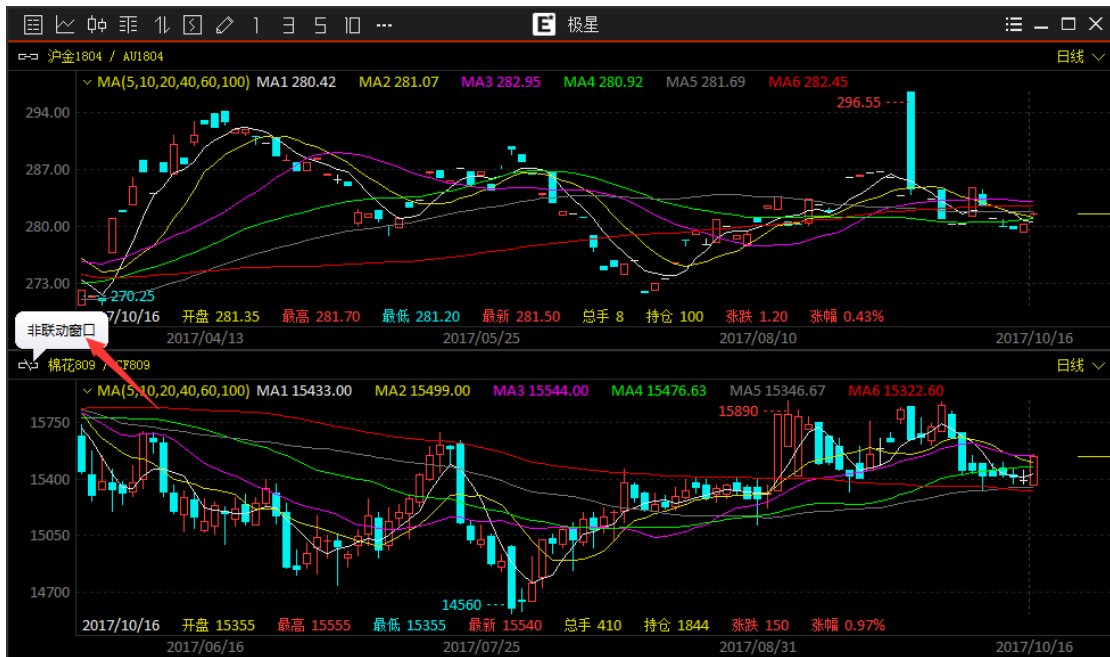 1 3 5 10 ... E 极星
沪金1804 / AU1804 日线
MA(5,10,20,40,60,100) MA1 280.42 MA2 281.07 MA3 282.95 MA4 280.92 MA5 281.69 MA6 282.45
296.55
294.00
287.00
280.00
273.00
270.25
7/10/16 开盘 281.35 最高 281.70 最低 281.20 最新 281.50 总手 8 持仓 100 涨跌 1.20 涨幅 0.43%
非联动窗口
2017/04/13 2017/05/25 2017/08/10 2017/10/16
棉花809 / CF809 日线
MA(5,10,20,40,60,100) MA1 15433.00 MA2 15499.00 MA3 15544.00 MA4 15476.63 MA5 15346.67 MA6 15322.60
15890
15750
15400
15050
14700
14560
2017/10/16 开盘 15355 最高 15555 最低 15355 最新 15540 总手 410 持仓 1844 涨跌 150 涨幅 0.97%
2017/06/16 2017/07/25 2017/08/31 2017/10/16